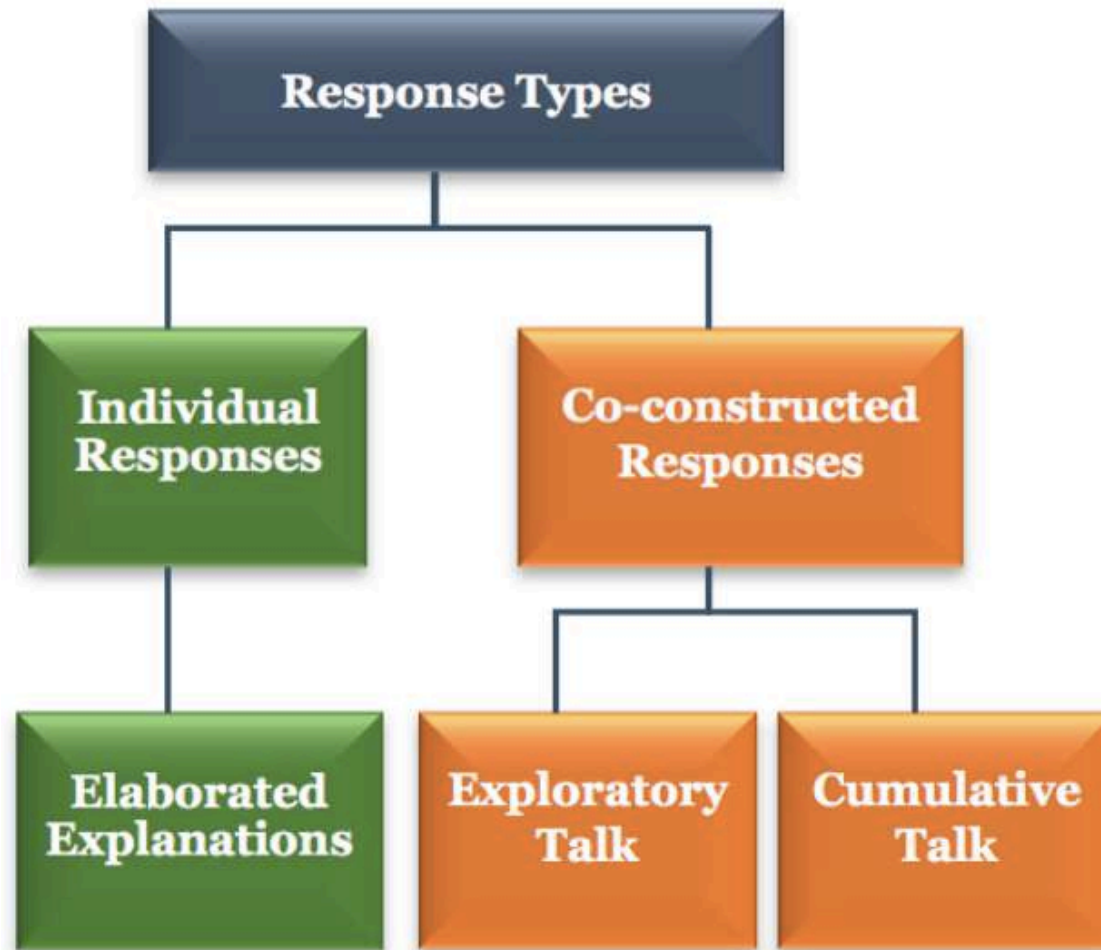 Response Types
Individual
Responses
Co-constructed
Responses
Elaborated
Explanations
Exploratory
Talk
Cumulative
Talk